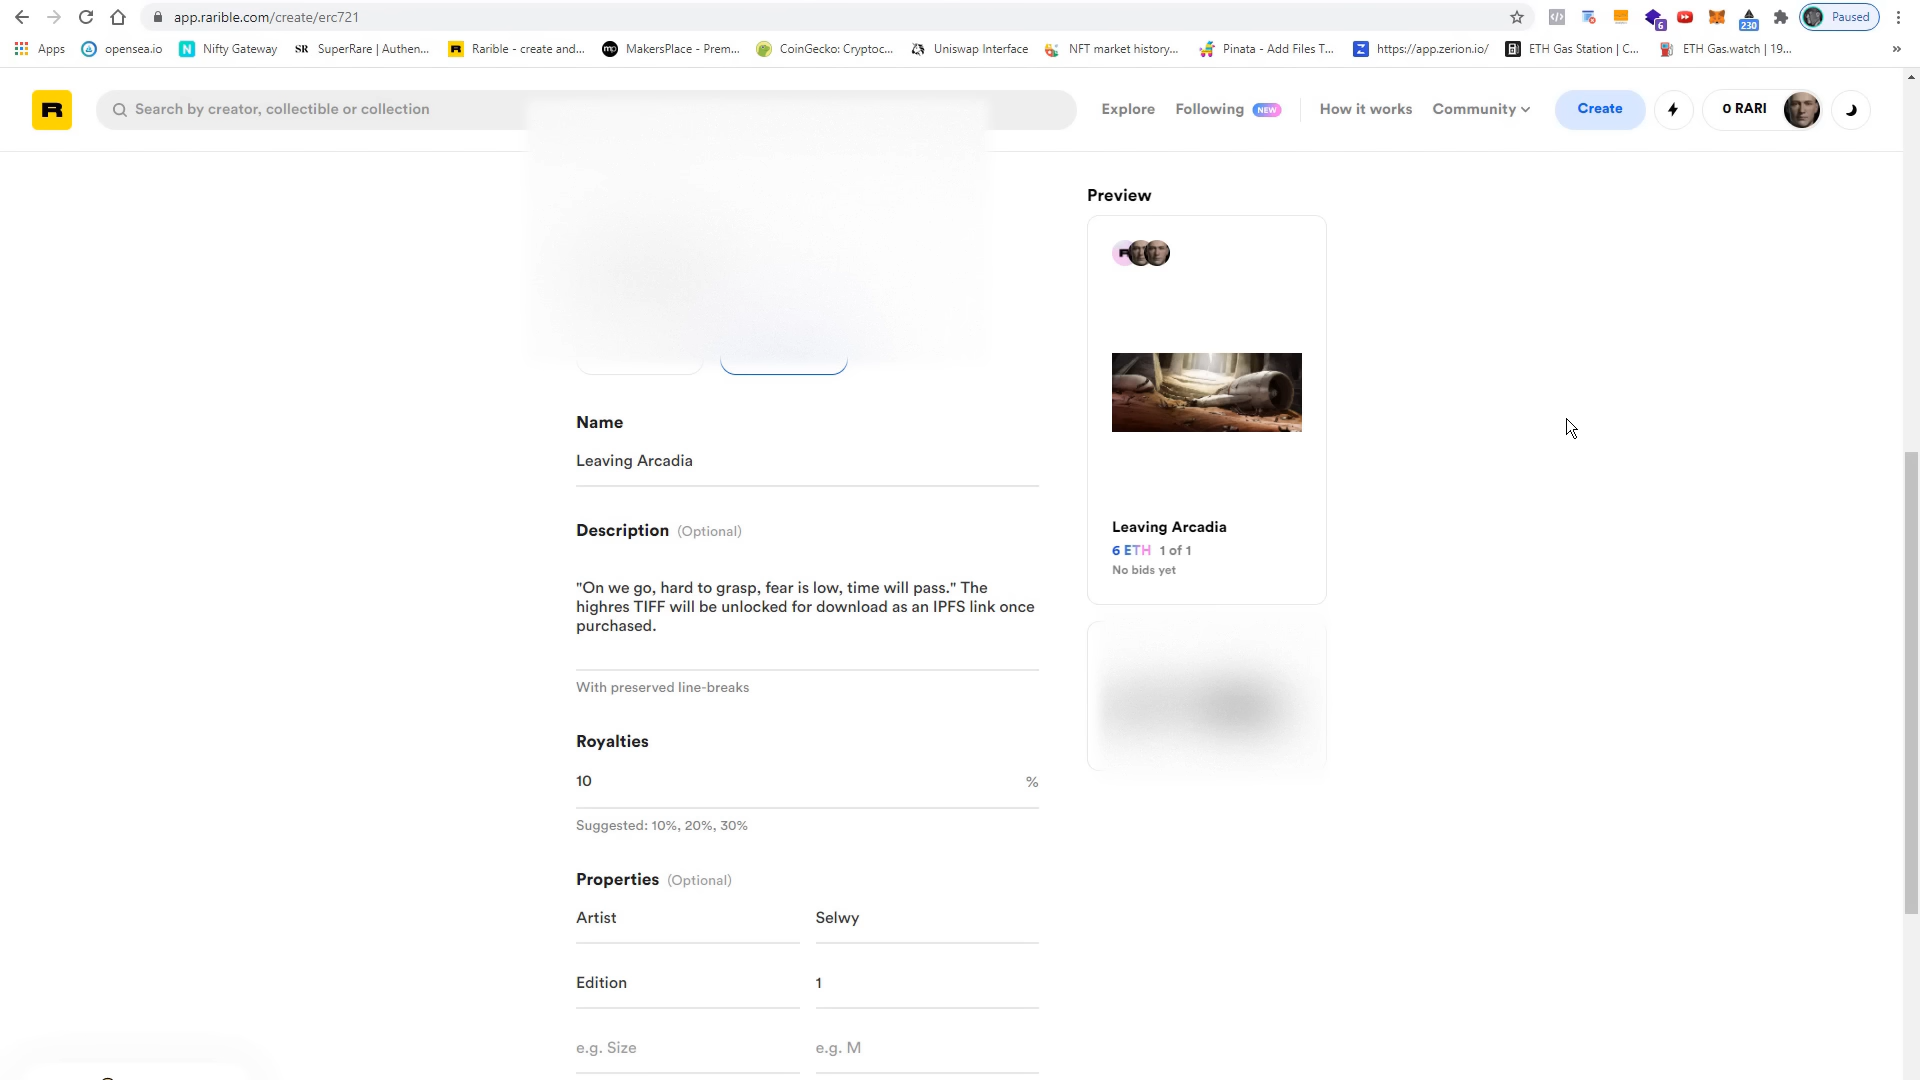 app.rarible.com/create/erc721
Paused
Apps
opensea.io
Nifty Gateway
SR SuperRare | Authen...
Rarible - create and...
mp MakersPlace - Prem...
CoinGecko: Cryptoc...
Uniswap Interface
NFT market history...
Pinata - Add Files T...
Z https://app.zerion.io/
ETH Gas Station | C...
ETH Gas.watch | 19...
»
6
230
R
Search by creator, collectible or collection
Explore
Following NEW
How it works
Community
Create
0 RARI
Preview
R
Leaving Arcadia
6 ETH 1 of 1
No bids yet
Name
Leaving Arcadia
Description (Optional)
"On we go, hard to grasp, fear is low, time will pass." The
highres TIFF will be unlocked for download as an IPFS link once
purchased.
With preserved line-breaks
Royalties
10 %
Suggested: 10%, 20%, 30%
Properties (Optional)
Artist Selwy
Edition 1
e.g. Size e.g. M